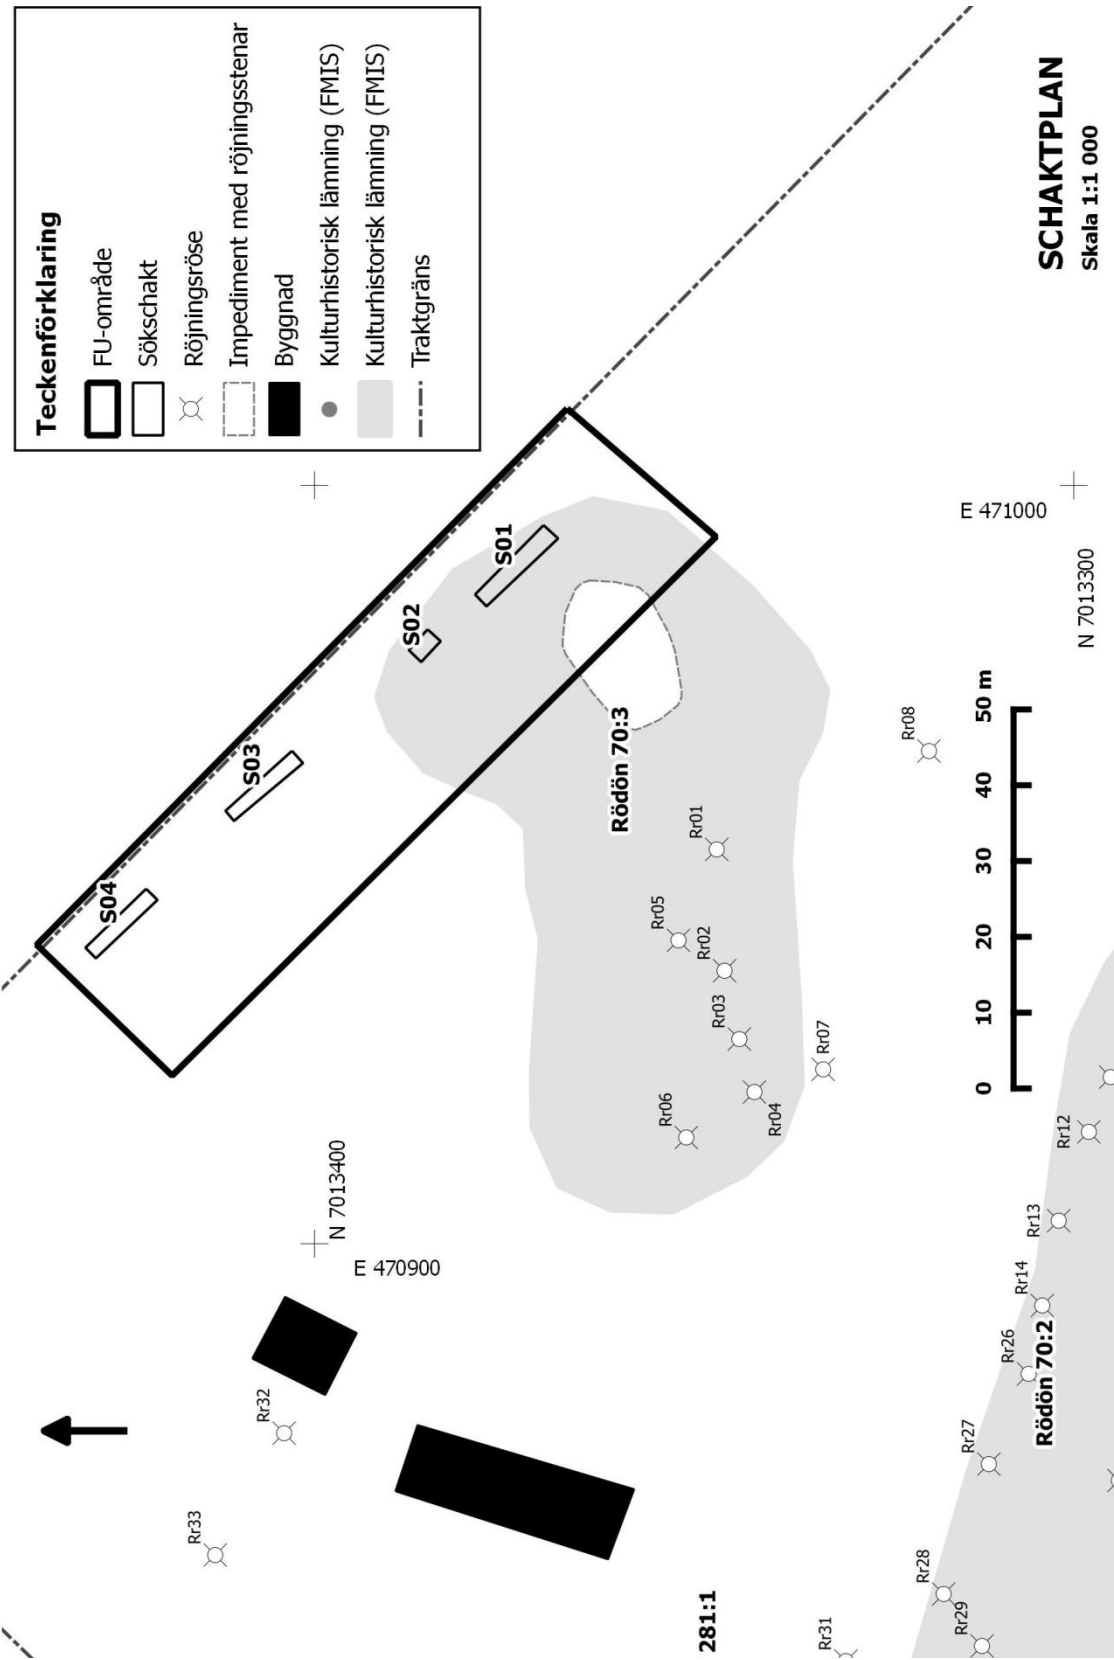 Teckenförklaring
FU-område
Sökschakt
Röjningsröse
Impediment med röjningsstenar
Byggnad
Kulturhistorisk lämning (FMIS)
Kulturhistorisk lämning (FMIS)
Traktgräns
SCHAKTPLAN
Skala 1:1 000
S04
S03
S02
S01
Rödön 70:3
Rr01
Rr05
Rr02
Rr03
Rr04
Rr06
Rr07
Rr08
E 471000
N 7013300
0 10 20 30 40 50 m
N 7013400
E 470900
Rr33
Rr32
281:1
Rr31
Rr29
Rr28
Rr27
Rr26
Rr14
Rr13
Rr12
Rödön 70:2